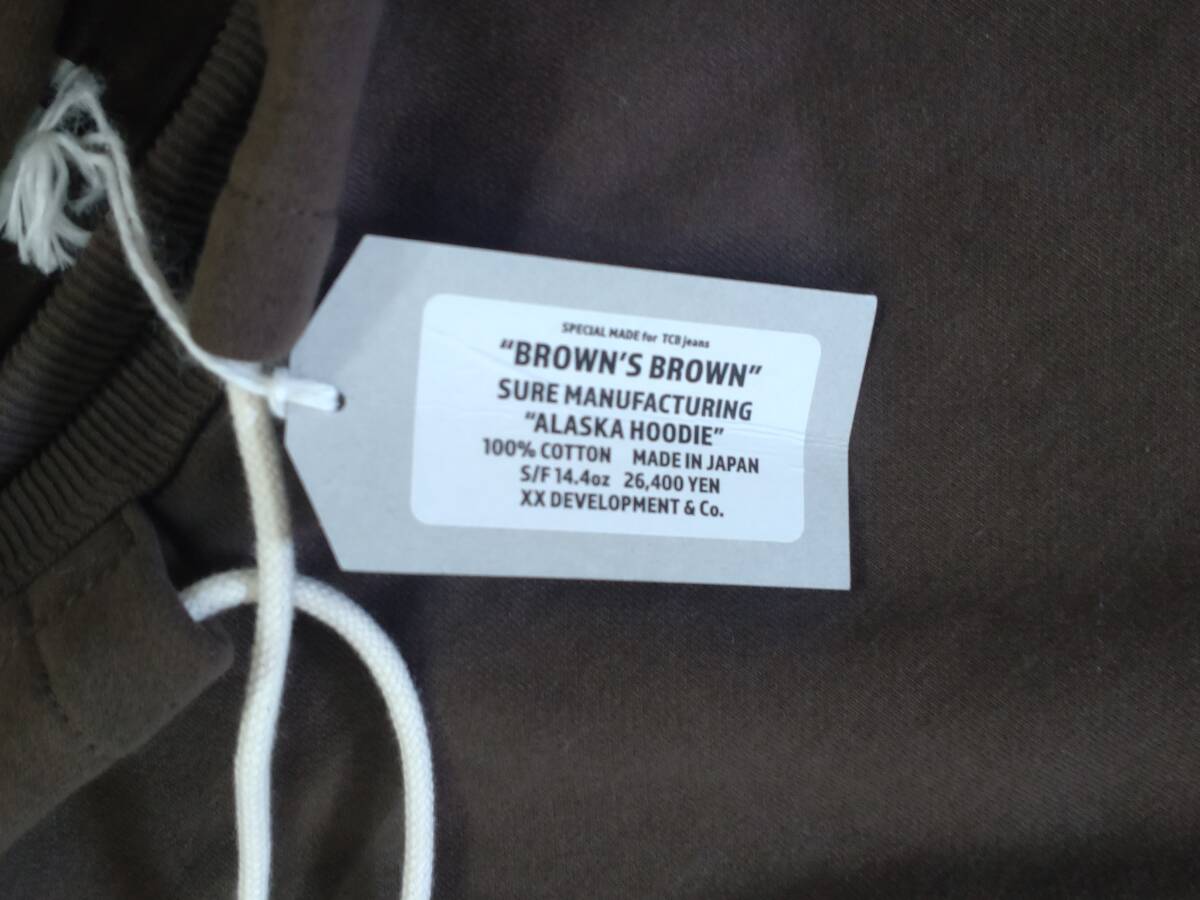 SPECIAL MADE for TCB jeans
“BROWN’S BROWN”
SURE MANUFACTURING
“ALASKA HOODIE”
100% COTTON MADE IN JAPAN
S/F 14.4oz 26,400 YEN
XX DEVELOPMENT & Co.